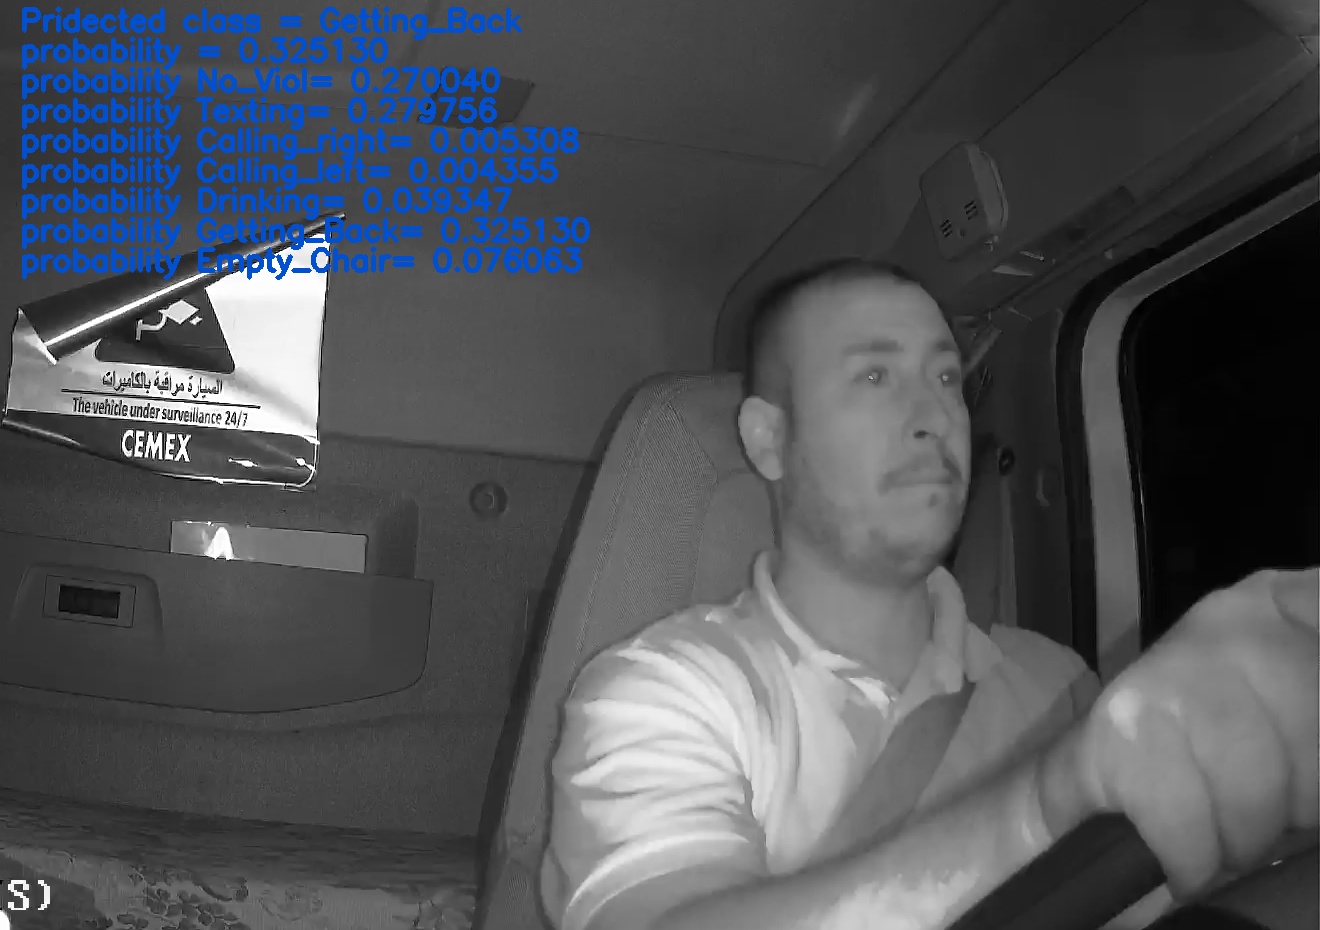 Pridected class = Getting_Back
probability = 0.325130
probability No_Viol= 0.270040
probability Texting= 0.279756
probability Calling_right= 0.005308
probability Calling_left= 0.004355
probability Drinking= 0.039347
probability Getting_Back= 0.325130
probability Empty_Chair= 0.076063
السيارة مراقبة بالكاميرات
The vehicle under surveillance 24/7
CEMEX
S)